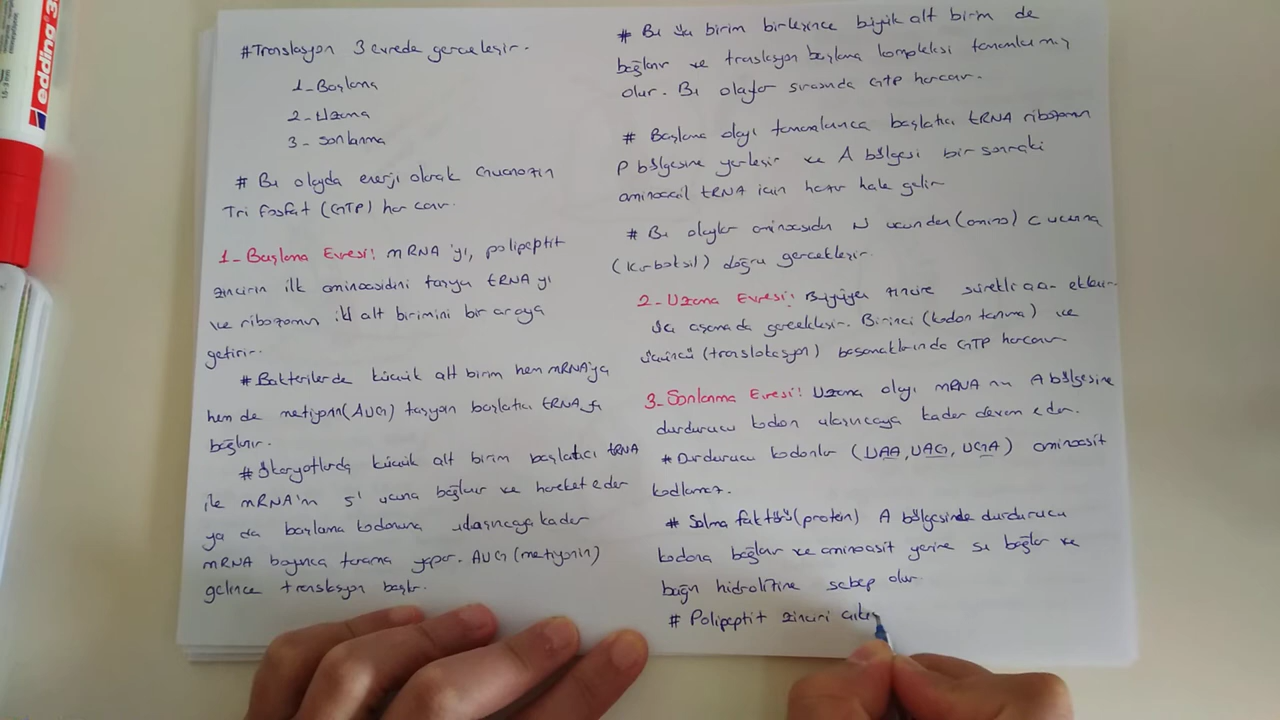 edding 3
1.5-3 mm
#Translasyon 3 evrede gerçekleşir.
1-Başlama
2-Uzama
3-Sonlanma
# Bu olayda enerji olarak Guanozin
Tri fosfat (GTP) harcanır.
1-Başlama Evresi: mRNA'yı, polipeptit
zincirin ilk aminoasidini taşıyan tRNA'yı
ve ribozomun iki alt birimini bir araya
getirir.
# Bakterilerde küçük alt birim hem mRNA'ya
hem de metiyonin(AUG) taşıyan başlatıcı tRNA'ya
bağlanır.
# Ökaryotlarda küçük alt birim başlatıcı tRNA
ile mRNA'nın 5' ucuna bağlanır ve hareket eder
ya da başlama kodonuna ulaşıncaya kadar
mRNA boyunca tarama yapar. AUG (metiyonin)
gelince translasyon başlar.
# Bu iki birim birleşince büyük alt birim de
bağlanır ve translasyon başlama kompleksi tamamlanmış
olur. Bu olaylar sırasında GTP harcanır.
# Başlama olayı tamamlanınca başlatıcı tRNA ribozomun
P bölgesine yerleşir ve A bölgesi bir sonraki
aminoaçil tRNA için hazır hale gelir
# Bu olaylar aminoasidin N ucundan(amino) C ucuna
(Karboksil) doğru gerçekleşir.
2-Uzama Evresi: Büyüyen zincire sürekli a.a. eklenir.
Üç aşamada gerçekleşir. Birinci (kodon tanıma) ve
üçüncü (translokasyon) basamaklarında GTP harcanır.
3-Sonlanma Evresi: Uzama olayı mRNA nın A bölgesine
durdurucu kodon ulaşıncaya kadar devam eder.
# Durdurucu kodonlar (UAA, UAG, UGA) aminoasit
kodlamaz.
# Salma faktörü(protein) A bölgesinde durdurucu
kodona bağlanır ve aminoasit yerine su bağlar ve
bağın hidrolizine sebep olur.
# Polipeptit zinciri